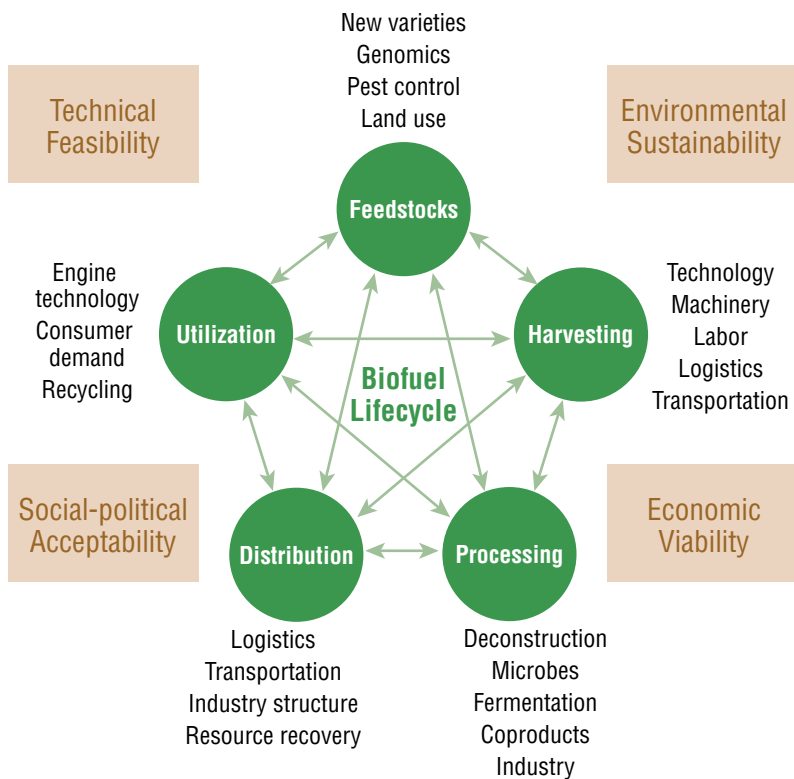 New varieties
Genomics
Pest control
Land use
Technical
Feasibility
Environmental
Sustainability
Feedstocks
Engine
technology
Consumer
demand
Recycling
Utilization
Harvesting
Technology
Machinery
Labor
Logistics
Transportation
Biofuel
Lifecycle
Social-political
Acceptability
Economic
Viability
Distribution
Processing
Logistics
Transportation
Industry structure
Resource recovery
Deconstruction
Microbes
Fermentation
Coproducts
Industry